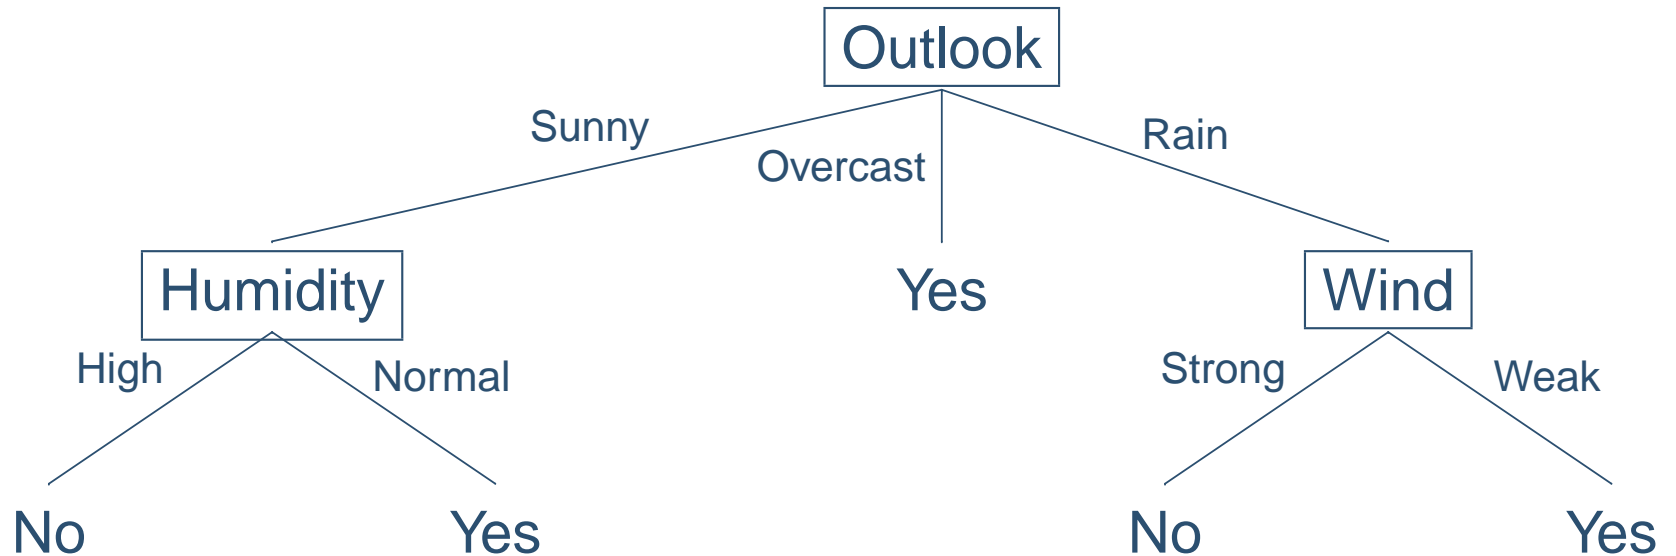 Outlook
Sunny
Overcast
Rain
Humidity
Yes
Wind
High
Normal
Strong
Weak
No
Yes
No
Yes